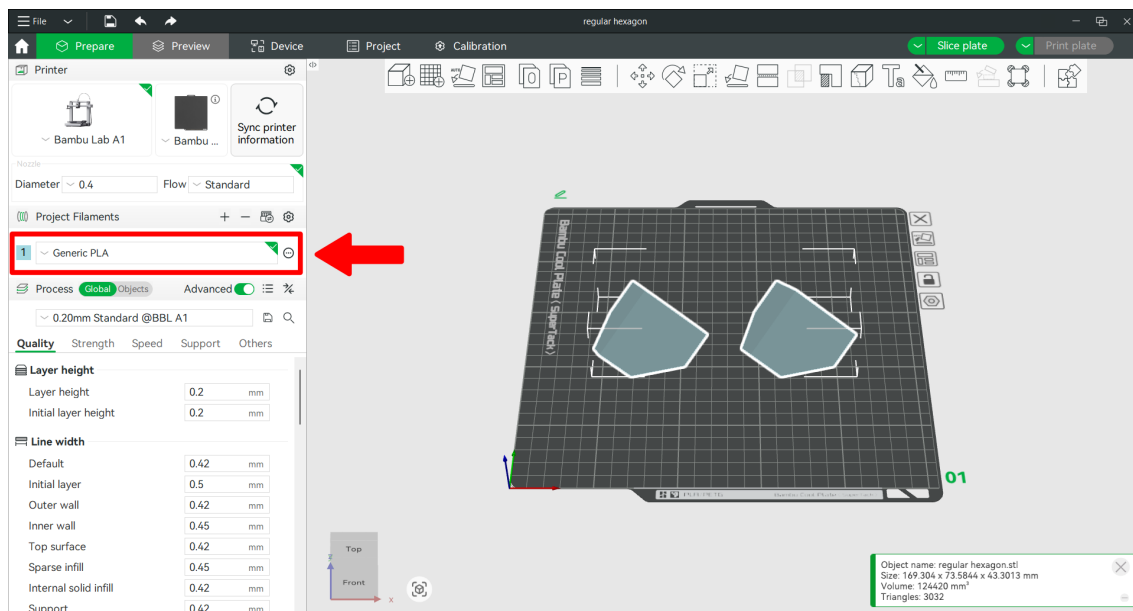 File
regular hexagon
Prepare Preview Device Project Calibration Slice plate Print plate
Printer
Bambu Lab A1 Bambu ... Sync printer
information
Nozzle
Diameter 0.4 Flow Standard
Project Filaments
1 Generic PLA
Process Global Objects Advanced
0.20mm Standard @BBL A1
Quality Strength Speed Support Others
Layer height
Layer height 0.2 mm
Initial layer height 0.2 mm
Line width
Default 0.42 mm
Initial layer 0.5 mm
Outer wall 0.42 mm
Inner wall 0.45 mm
Top surface 0.42 mm
Sparse infill 0.45 mm
Internal solid infill 0.42 mm
Support 0.42 mm
Bambu Cool Plate (SuperTack)
01
Top
Front
z
x
Object name: regular hexagon.stl
Size: 169.304 x 73.5844 x 43.3013 mm
Volume: 124420 mm³
Triangles: 3032